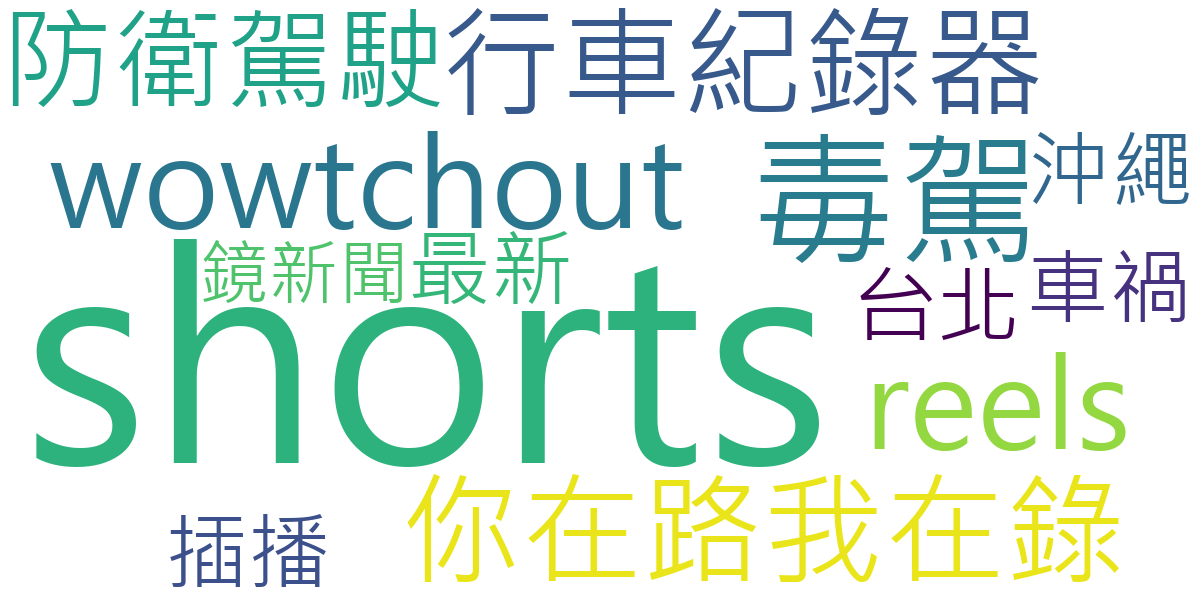 防衛駕駛 行車紀錄器
wowtchout 毒駕 沖繩
鏡新聞 最新 台北 車禍
shorts reels
插播 你在路我在錄